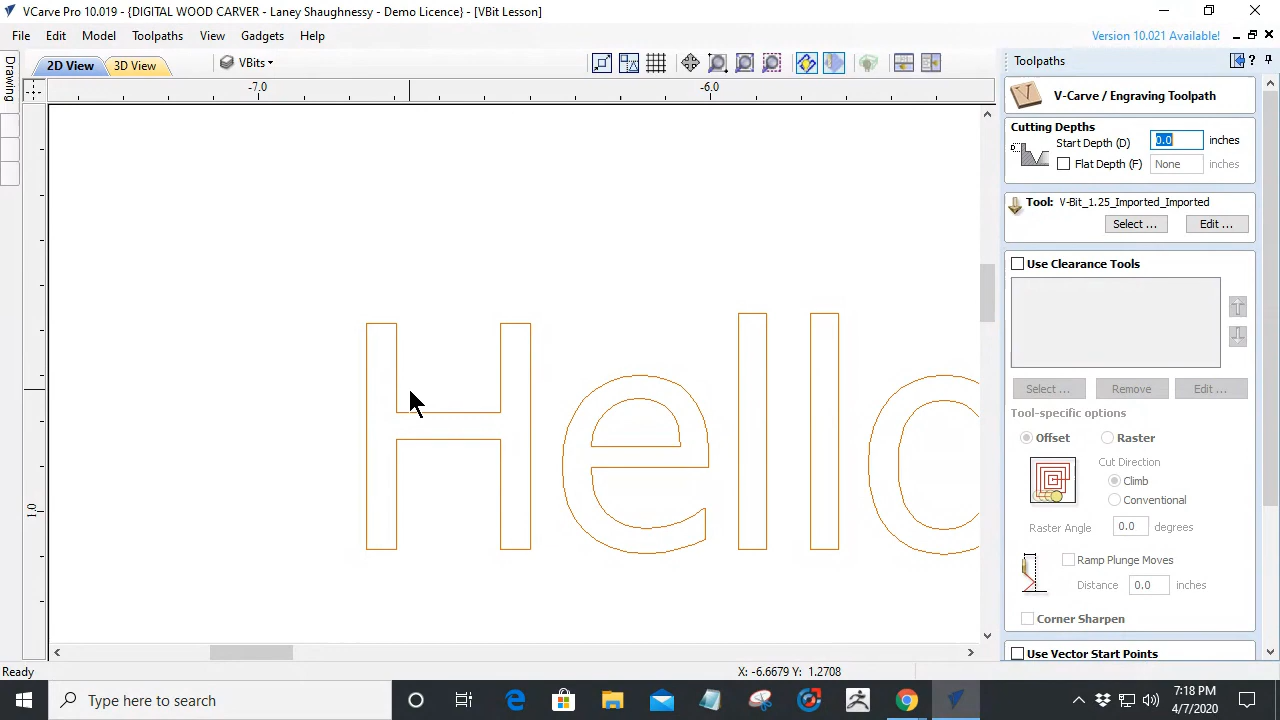 VCarve Pro 10.019 - {DIGITAL WOOD CARVER - Laney Shaughnessy - Demo Licence} - [VBit Lesson]
File Edit Model Toolpaths View Gadgets Help
Version 10.021 Available!
Drawing
2D View
3D View
VBits
Toolpaths
-7.0
-6.0
1.0
Hello
V-Carve / Engraving Toolpath
Cutting Depths
Start Depth (D) 0.0 inches
Flat Depth (F) None inches
Tool: V-Bit_1.25_Imported_Imported
Select ... Edit ...
Use Clearance Tools
Select ... Remove Edit ...
Tool-specific options
Offset Raster
Cut Direction
Climb
Conventional
Raster Angle 0.0 degrees
Ramp Plunge Moves
Distance 0.0 inches
Corner Sharpen
Use Vector Start Points
Ready
X: -6.6679 Y: 1.2708
Type here to search
7:18 PM
4/7/2020